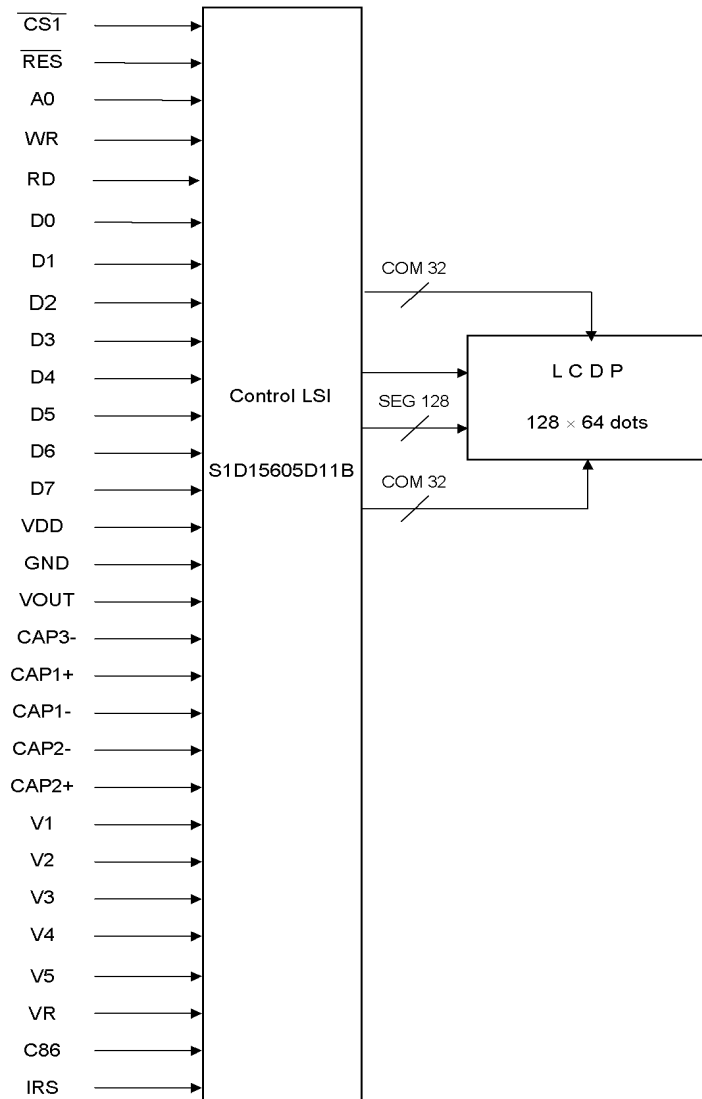 CS1
RES
A0
WR
RD
D0
D1
D2
D3
D4
D5
D6
D7
VDD
GND
VOUT
CAP3-
CAP1+
CAP1-
CAP2-
CAP2+
V1
V2
V3
V4
V5
VR
C86
IRS
Control LSI
S1D15605D11B
COM 32
SEG 128
COM 32
L C D P
128 × 64 dots